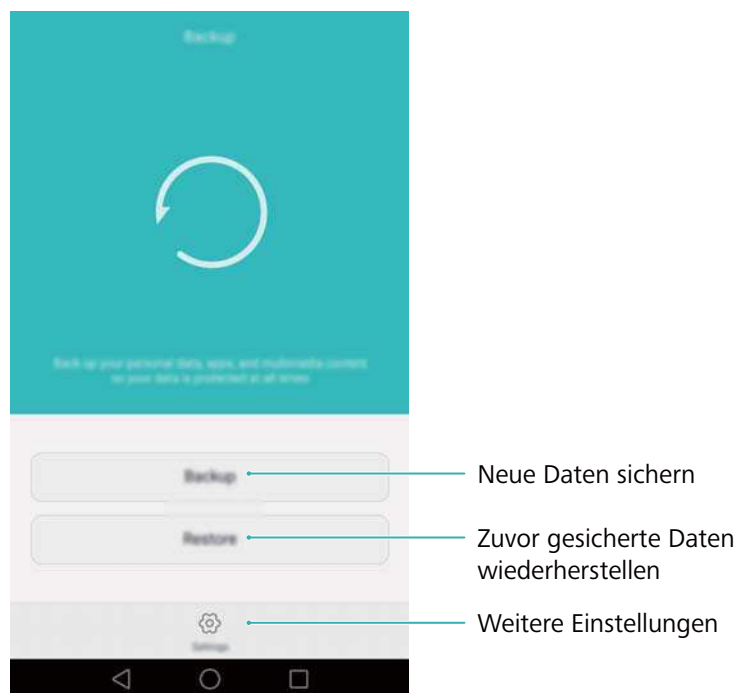 Backup
Back up your personal data, apps, and multimedia content
so your data is protected at all times
Backup
Neue Daten sichern
Restore
Zuvor gesicherte Daten
wiederherstellen
Weitere Einstellungen
Settings